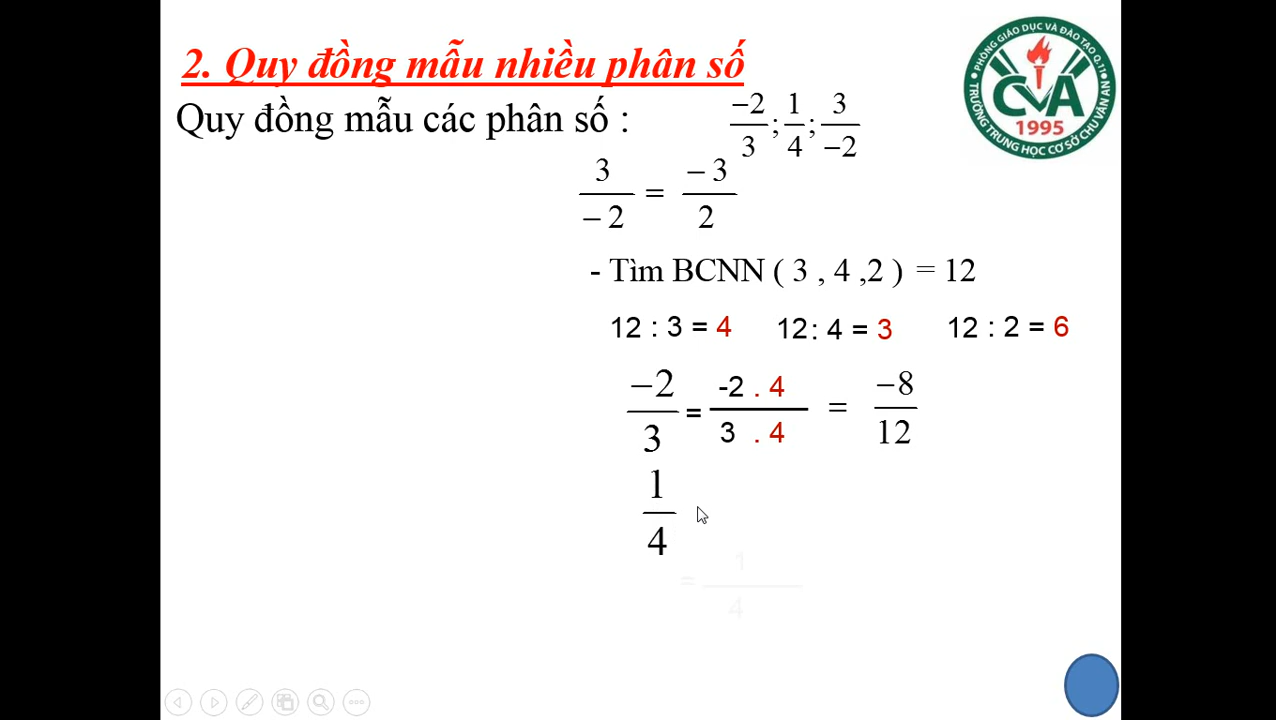 2. Quy đồng mẫu nhiều phân số
PHÒNG GIÁO DỤC VÀ ĐÀO TẠO Q.11
TRƯỜNG TRUNG HỌC CƠ SỞ CHU VĂN AN
CVA
1995
Quy đồng mẫu các phân số : −2/3 ; 1/4 ; 3/−2
3/−2 = −3/2
- Tìm BCNN ( 3 , 4 ,2 ) = 12
12 : 3 = 4 12 : 4 = 3 12 : 2 = 6
−2/3 = -2 . 4/3 . 4 = −8/12
1/4
= 1/4